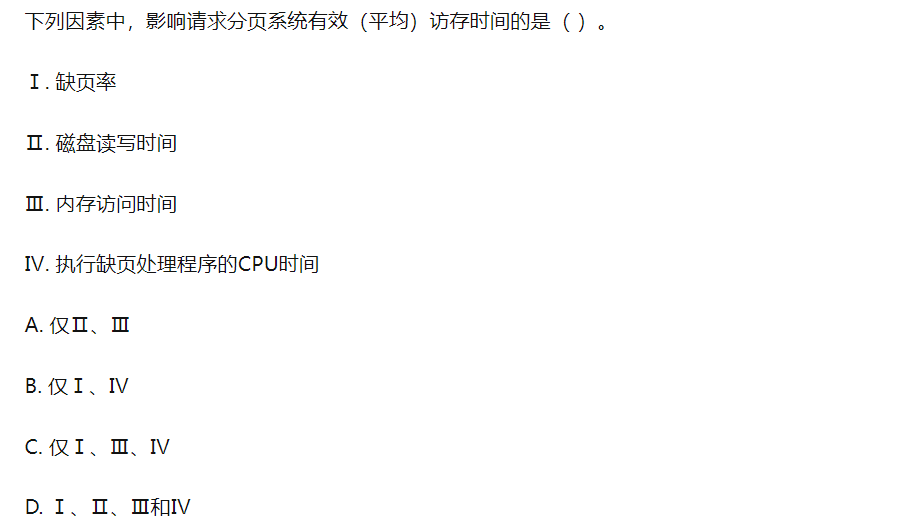 下列因素中，影响请求分页系统有效（平均）访存时间的是（ ）。
Ⅰ. 缺页率
Ⅱ. 磁盘读写时间
Ⅲ. 内存访问时间
Ⅳ. 执行缺页处理程序的CPU时间
A. 仅Ⅱ、Ⅲ
B. 仅Ⅰ、Ⅳ
C. 仅Ⅰ、Ⅲ、Ⅳ
D. Ⅰ、Ⅱ、Ⅲ和Ⅳ